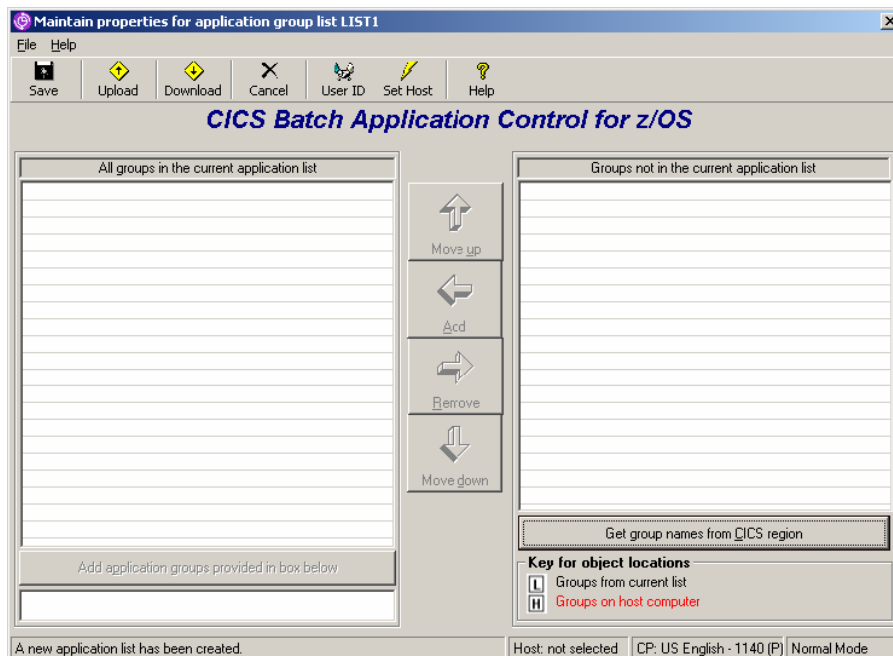 Maintain properties for application group list LIST1
File Help
Save Upload Download Cancel User ID Set Host Help
CICS Batch Application Control for z/OS
All groups in the current application list
Groups not in the current application list
Move up
Acd
Remove
Move down
Get group names from CICS region
Add application groups provided in box below
Key for object locations
L Groups from current list
H Groups on host computer
A new application list has been created. Host: not selected CP: US English - 1140 (P) Normal Mode